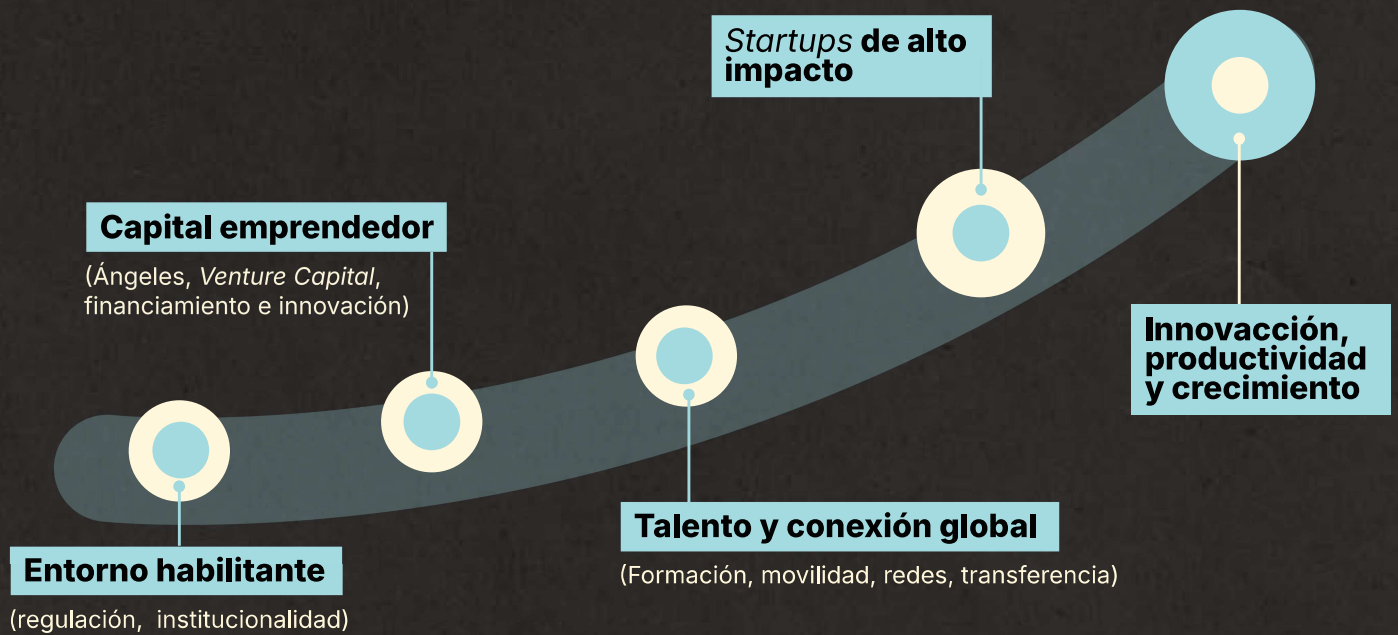 Startups de alto
impacto
Capital emprendedor
(Ángeles, Venture Capital,
financiamiento e innovación)
Innovacción,
productividad
y crecimiento
Talento y conexión global
(Formación, movilidad, redes, transferencia)
Entorno habilitante
(regulación, institucionalidad)